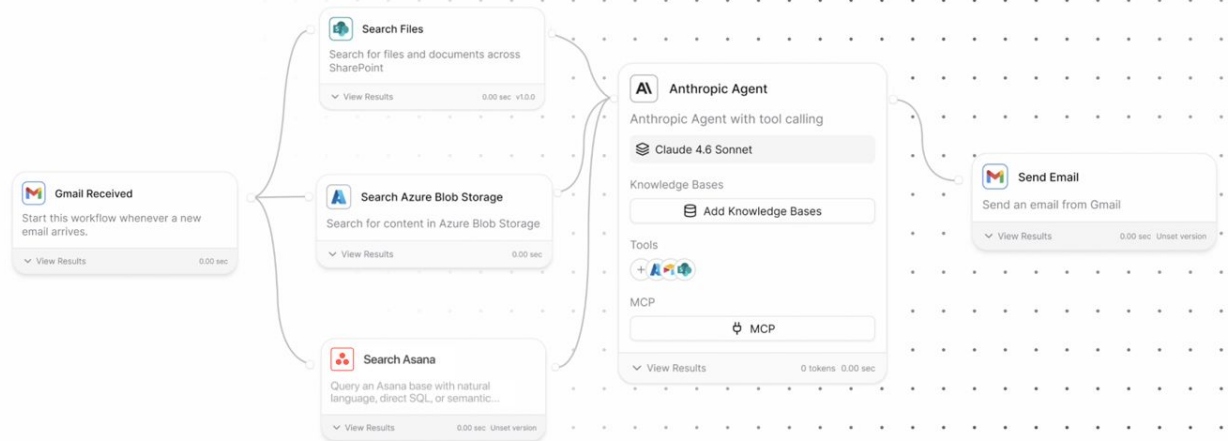 Search Files
Search for files and documents across
SharePoint
View Results
0.00 sec v1.0.0
Gmail Received
Start this workflow whenever a new
email arrives.
View Results
0.00 sec
Search Azure Blob Storage
Search for content in Azure Blob Storage
View Results
0.00 sec
Search Asana
Query an Asana base with natural
language, direct SQL, or semantic...
View Results
0.00 sec Unset version
Anthropic Agent
Anthropic Agent with tool calling
Claude 4.6 Sonnet
Knowledge Bases
Add Knowledge Bases
Tools
MCP
MCP
View Results
0 tokens 0.00 sec
Send Email
Send an email from Gmail
View Results
0.00 sec Unset version